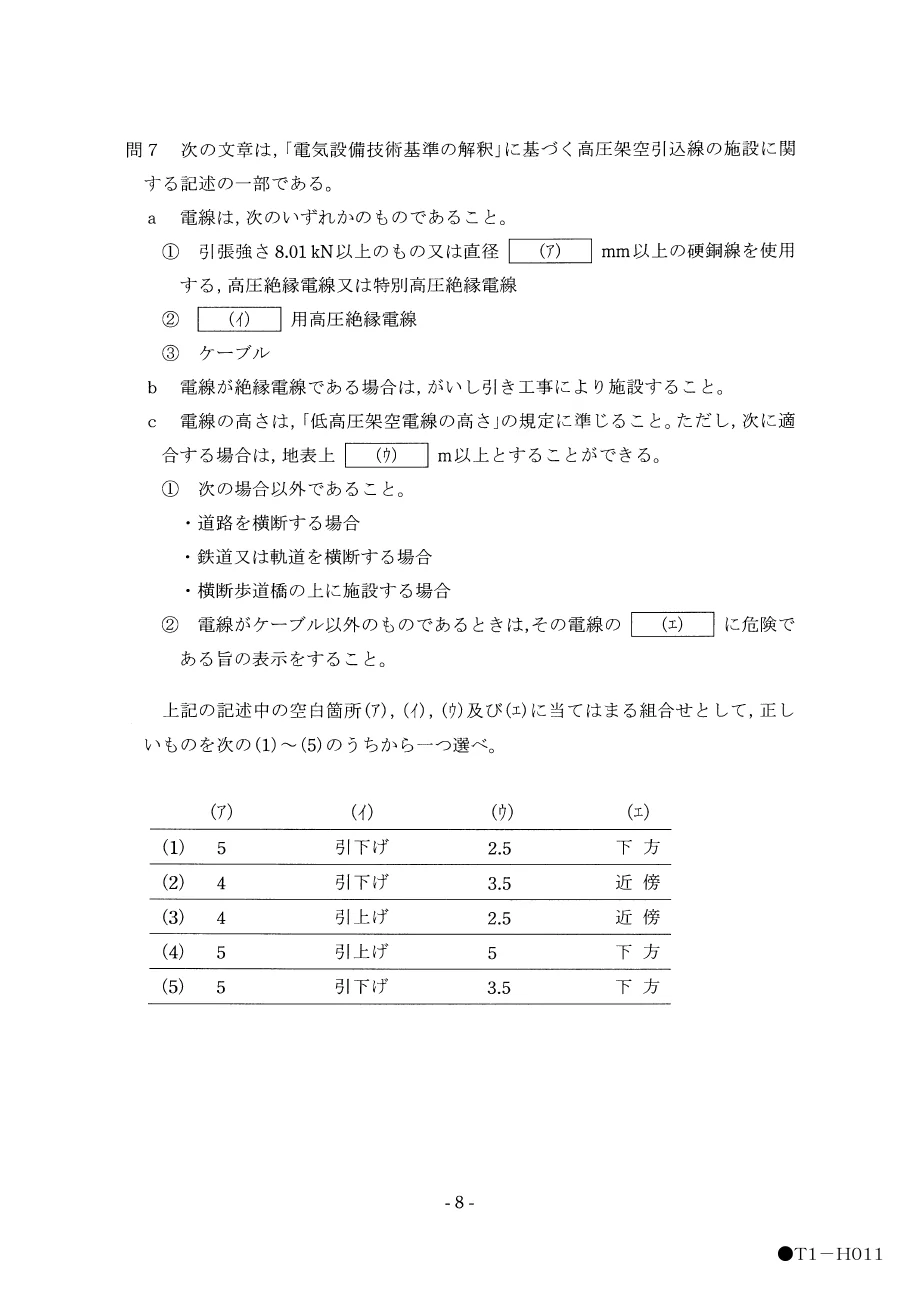 問7 次の文章は,「電気設備技術基準の解釈」に基づく高圧架空引込線の施設に関
する記述の一部である。
a 電線は,次のいずれかのものであること。
① 引張強さ8.01 kN以上のもの又は直径 (ア) mm以上の硬銅線を使用
する,高圧絶縁電線又は特別高圧絶縁電線
② (イ) 用高圧絶縁電線
③ ケーブル
b 電線が絶縁電線である場合は,がいし引き工事により施設すること。
c 電線の高さは,「低高圧架空電線の高さ」の規定に準じること。ただし,次に適
合する場合は,地表上 (ウ) m以上とすることができる。
① 次の場合以外であること。
・道路を横断する場合
・鉄道又は軌道を横断する場合
・横断歩道橋の上に施設する場合
② 電線がケーブル以外のものであるときは,その電線の (エ) に危険で
ある旨の表示をすること。
上記の記述中の空白箇所(ア),(イ),(ウ)及び(エ)に当てはまる組合せとして,正し
いものを次の(1)~(5)のうちから一つ選べ。
(ア) (イ) (ウ) (エ)
(1) 5 引下げ 2.5 下方
(2) 4 引下げ 3.5 近傍
(3) 4 引上げ 2.5 近傍
(4) 5 引上げ 5 下方
(5) 5 引下げ 3.5 下方
- 8 -
●T1-H011